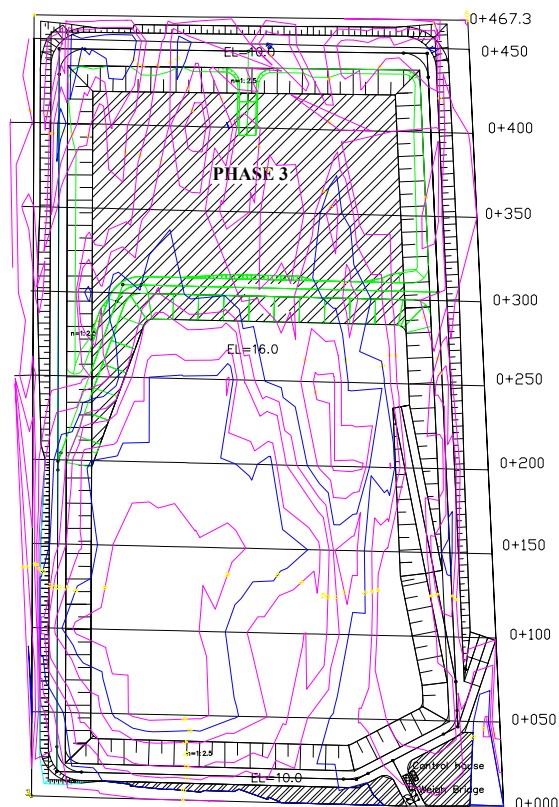 0+467.3
EL=10.0
0+450
n=1:2.5
0+400
PHASE 3
0+350
0+300
EL=16.0
0+250
0+200
0+150
0+100
0+050
n=1:2.5
Control house
EL=10.0
Weigh Bridge
0+000